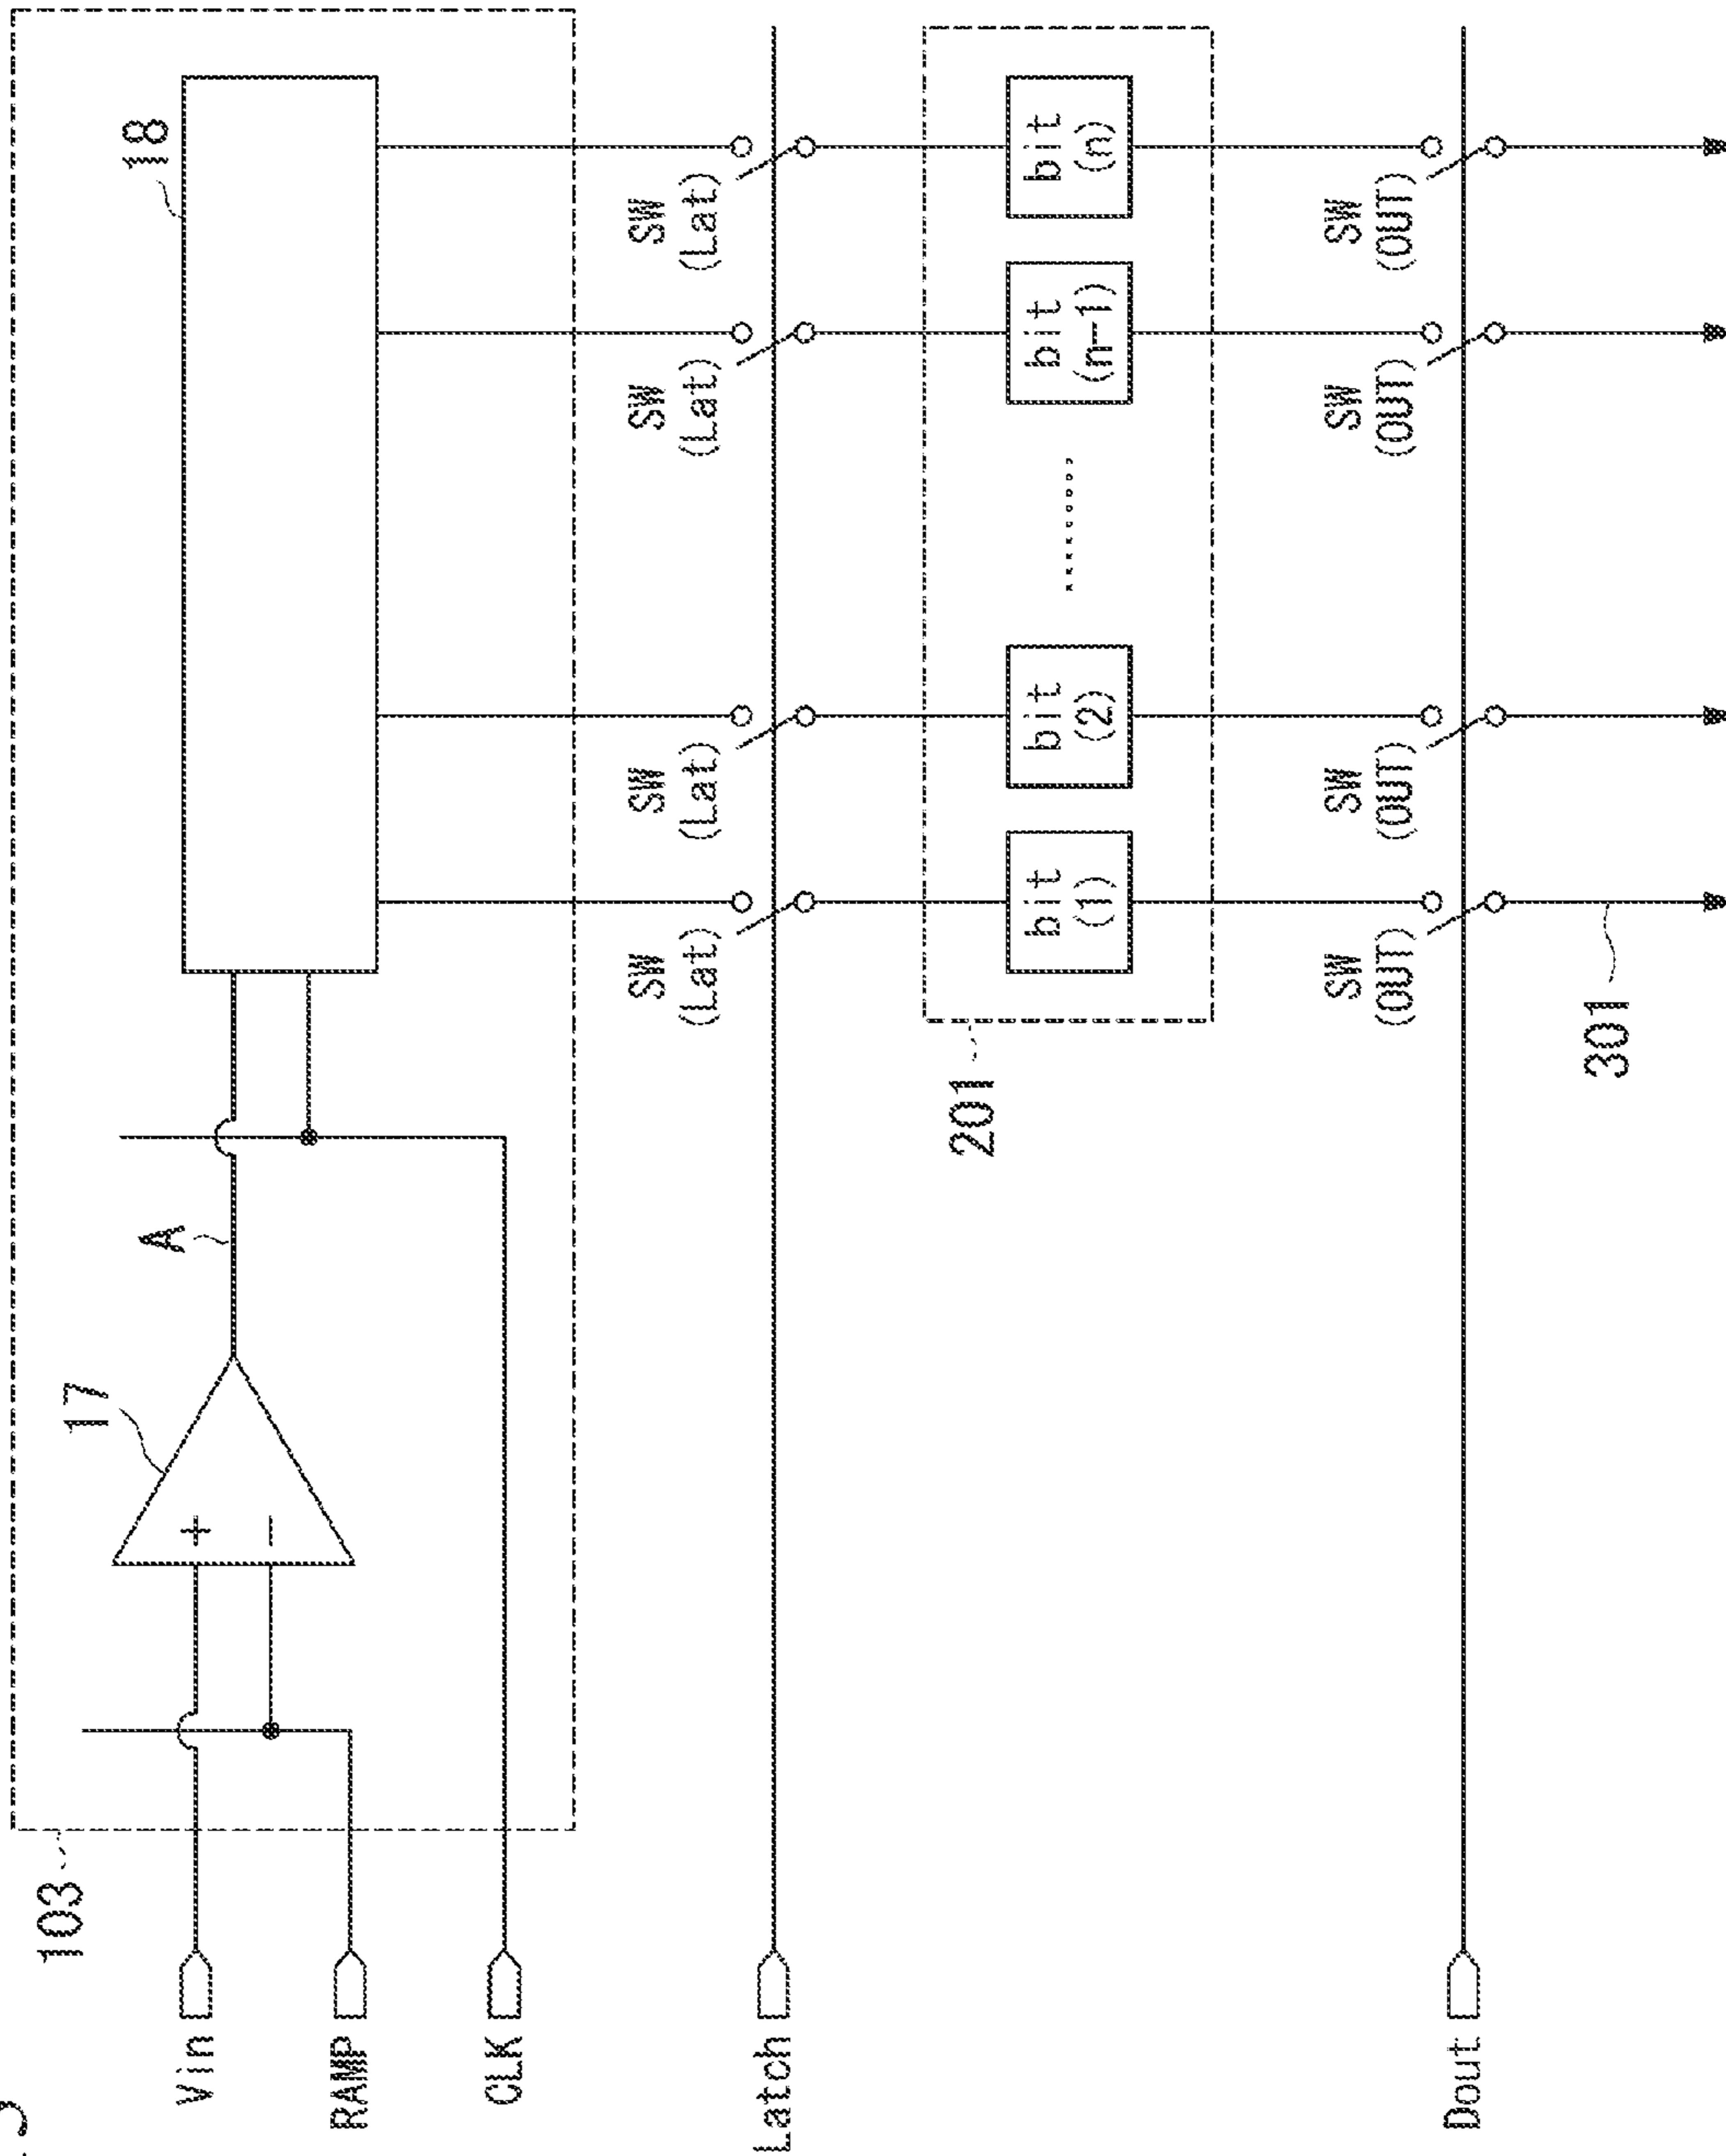 103
17
A
18
+
−
Vin
RAMP
CLK
SW
(Lat)
SW
(Lat)
SW
(Lat)
SW
(Lat)
Latch
201
bit
(1)
bit
(2)
.........
bit
(n-1)
bit
(n)
SW
(OUT)
SW
(OUT)
SW
(OUT)
SW
(OUT)
Dout
301